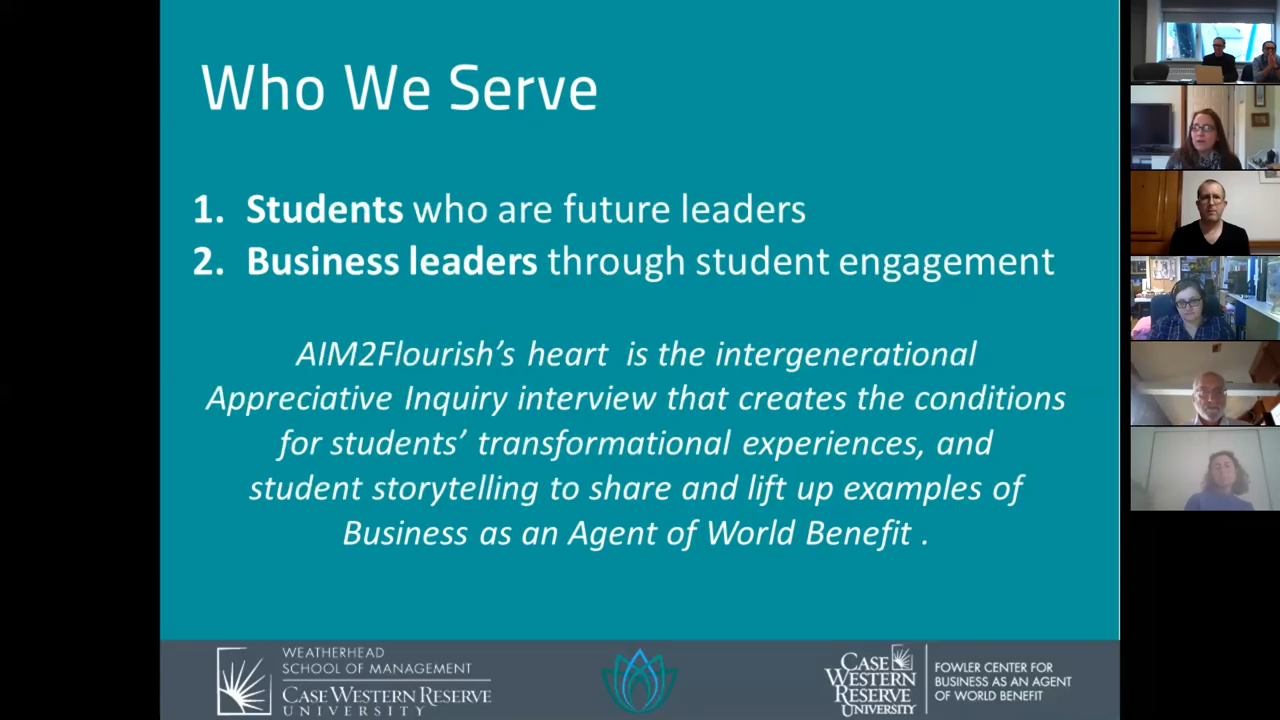 Who We Serve
1. Students who are future leaders
2. Business leaders through student engagement
AIM2Flourish’s heart is the intergenerational
Appreciative Inquiry interview that creates the conditions
for students’ transformational experiences, and
student storytelling to share and lift up examples of
Business as an Agent of World Benefit .
WEATHERHEAD
SCHOOL OF MANAGEMENT
CASE WESTERN RESERVE
UNIVERSITY
CASE
WESTERN
RESERVE
UNIVERSITY
FOWLER CENTER FOR
BUSINESS AS AN AGENT
OF WORLD BENEFIT